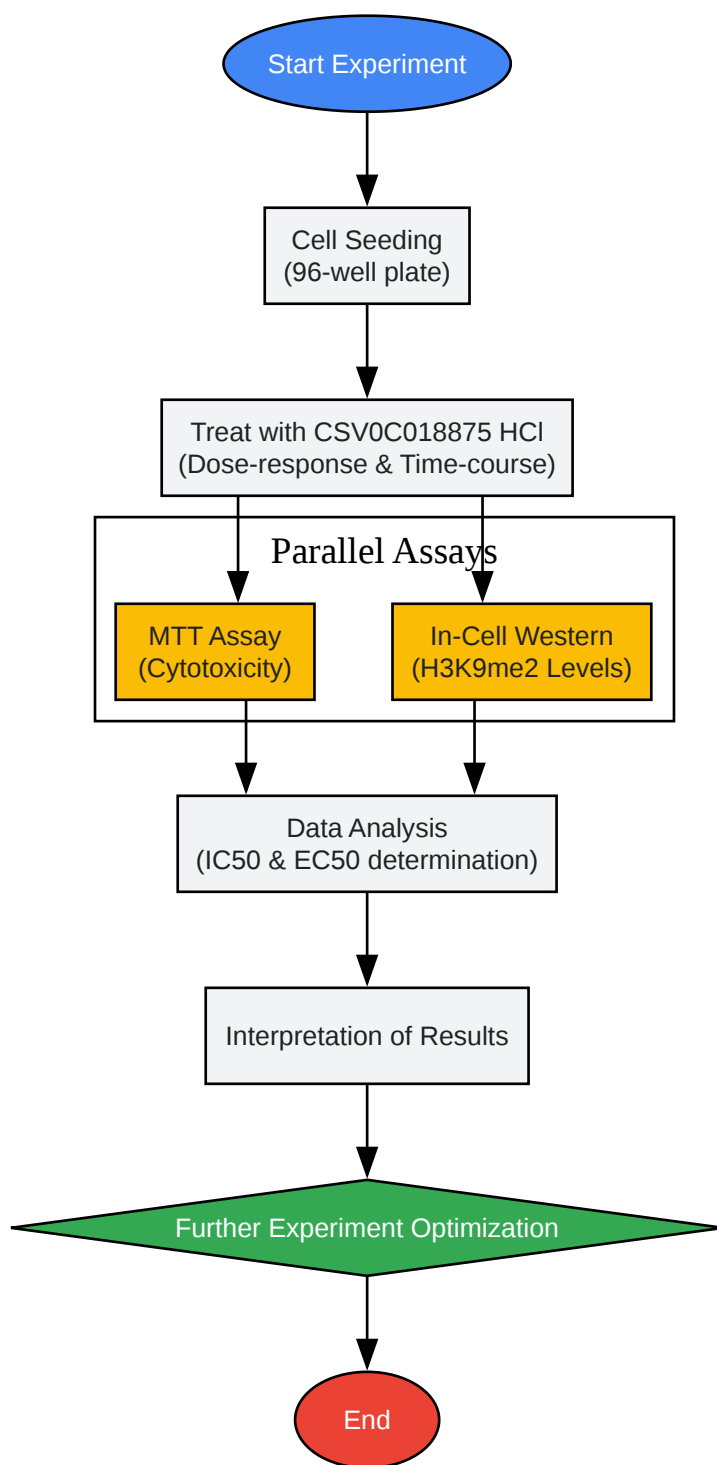 Start Experiment
Cell Seeding
(96-well plate)
Treat with CSV0C018875 HCl
(Dose-response & Time-course)
Parallel Assays
MTT Assay
(Cytotoxicity)
In-Cell Western
(H3K9me2 Levels)
Data Analysis
(IC50 & EC50 determination)
Interpretation of Results
Further Experiment Optimization
End